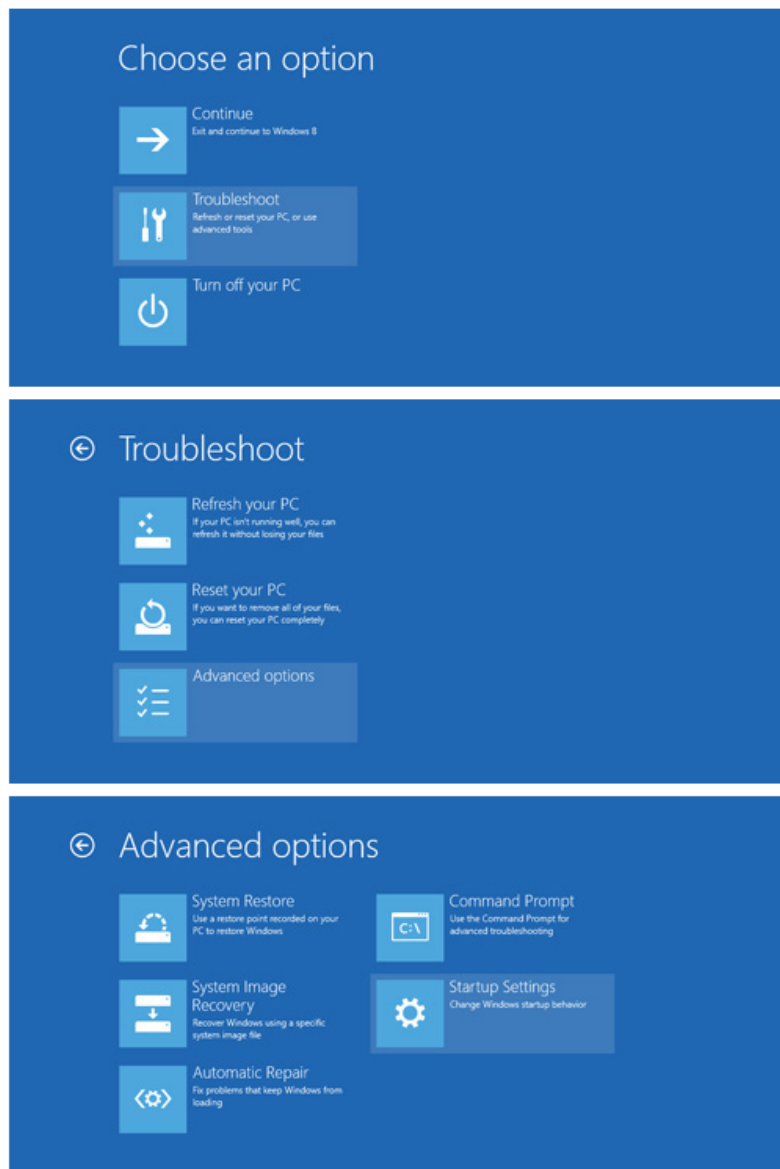 Choose an option
Continue
Exit and continue to Windows 8
Troubleshoot
Refresh or reset your PC, or use
advanced tools
Turn off your PC
Troubleshoot
Refresh your PC
If your PC isn't running well, you can
refresh it without losing your files
Reset your PC
If you want to remove all of your files,
you can reset your PC completely
Advanced options
Advanced options
System Restore
Use a restore point recorded on your
PC to restore Windows
System Image
Recovery
Recover Windows using a specific
system image file
Automatic Repair
Fix problems that keep Windows from
loading
Command Prompt
Use the Command Prompt for
advanced troubleshooting
C:\
Startup Settings
Change Windows startup behavior